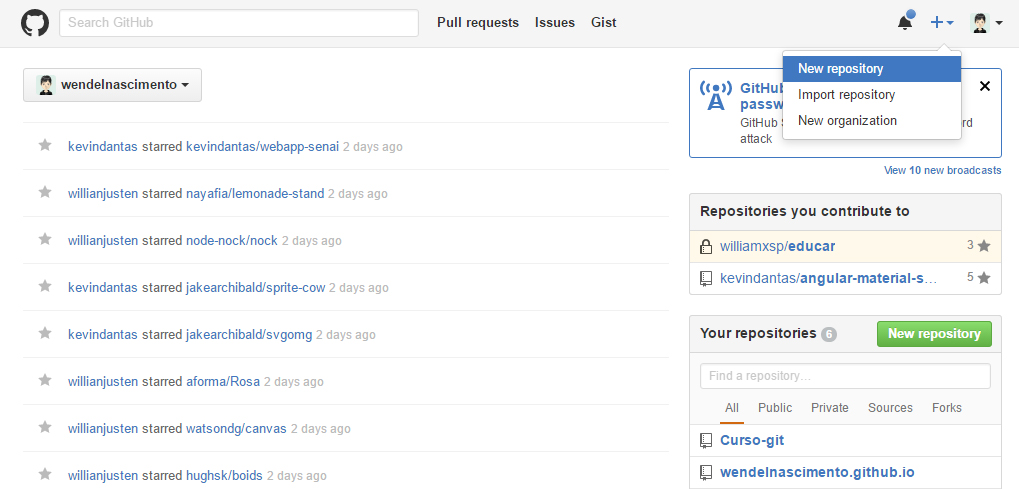 Search GitHub
Pull requests
Issues
Gist
New repository
Import repository
New organization
wendelnascimento
GitHub
passw
GitHub S
rd
attack
View 10 new broadcasts
kevindantas starred kevindantas/webapp-senai 2 days ago
willianjusten starred nayafia/lemonade-stand 2 days ago
willianjusten starred node-nock/nock 2 days ago
kevindantas starred jakearchibald/sprite-cow 2 days ago
kevindantas starred jakearchibald/svgomg 2 days ago
willianjusten starred aforma/Rosa 2 days ago
willianjusten starred watsondg/canvas 2 days ago
willianjusten starred hughsk/boids 2 days ago
Repositories you contribute to
williamxsp/educar 3
kevindantas/angular-material-s… 5
Your repositories 6
New repository
Find a repository…
All Public Private Sources Forks
Curso-git
wendelnascimento.github.io